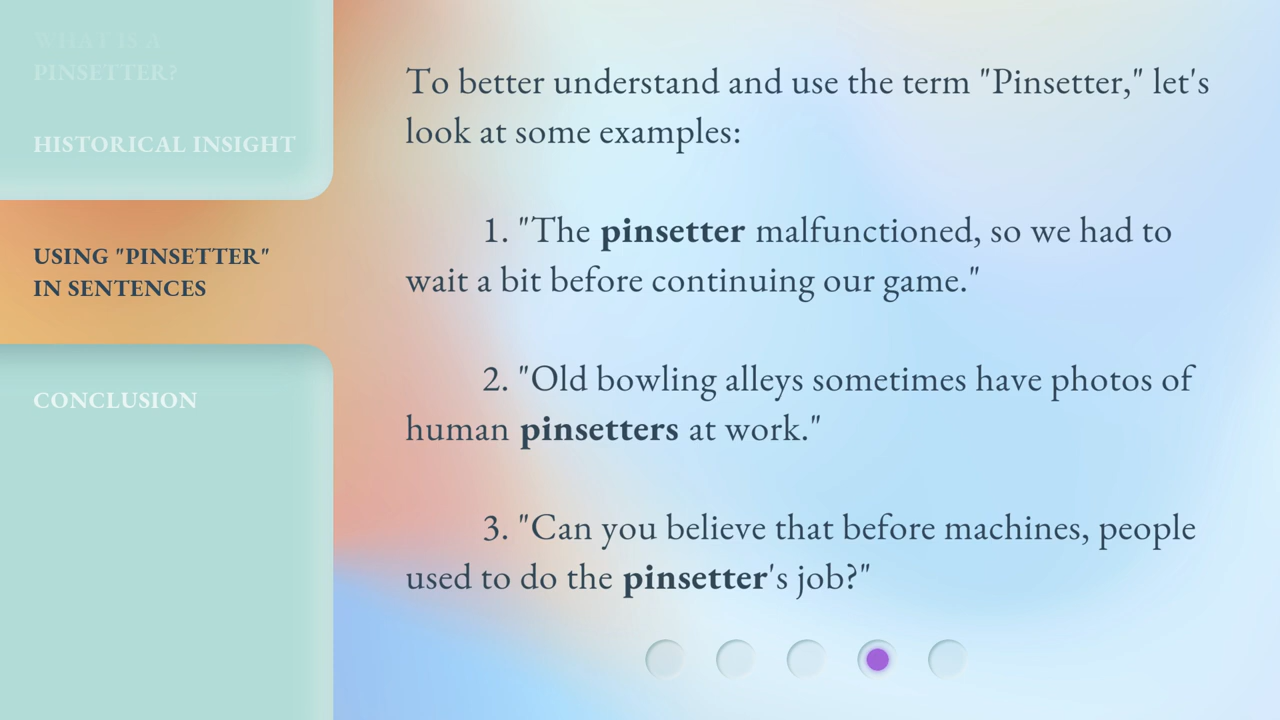 WHAT IS A
PINSETTER?
HISTORICAL INSIGHT
USING "PINSETTER"
IN SENTENCES
CONCLUSION
To better understand and use the term "Pinsetter," let's
look at some examples:
1. "The pinsetter malfunctioned, so we had to
wait a bit before continuing our game."
2. "Old bowling alleys sometimes have photos of
human pinsetters at work."
3. "Can you believe that before machines, people
used to do the pinsetter's job?"